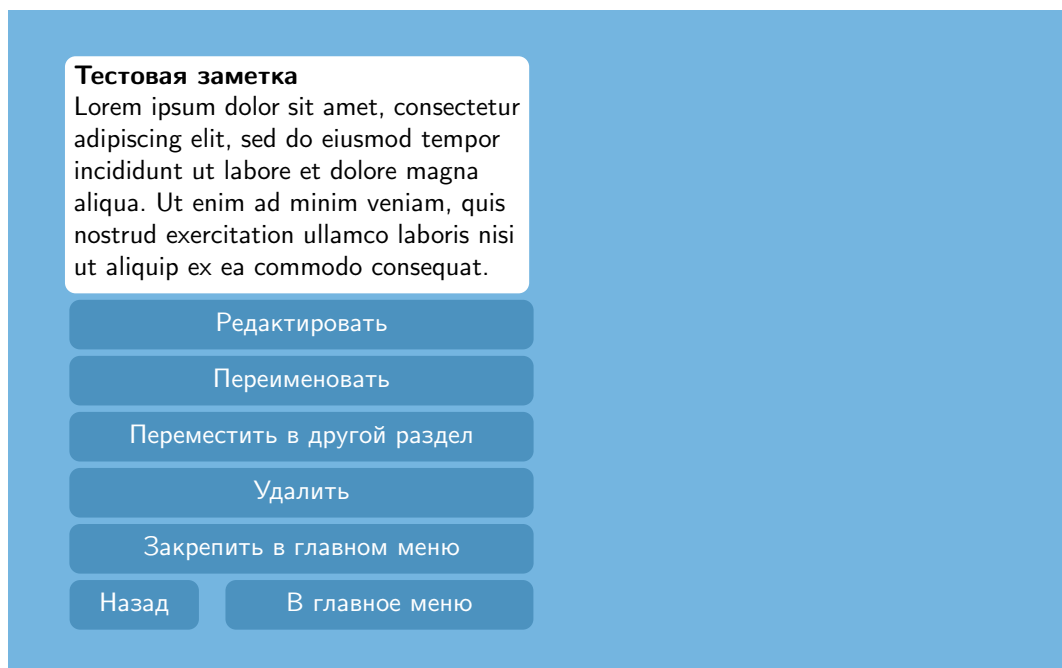 Тестовая заметка
Lorem ipsum dolor sit amet, consectetur
adipiscing elit, sed do eiusmod tempor
incididunt ut labore et dolore magna
aliqua. Ut enim ad minim veniam, quis
nostrud exercitation ullamco laboris nisi
ut aliquip ex ea commodo consequat.
Редактировать
Переименовать
Переместить в другой раздел
Удалить
Закрепить в главном меню
Назад
В главное меню